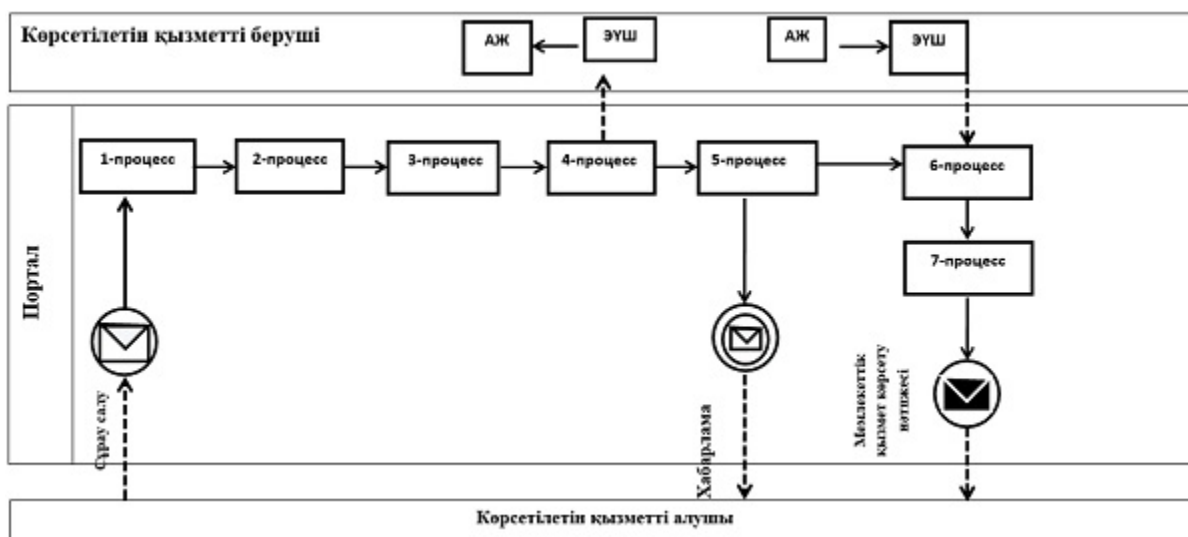 Көрсетілетін қызметті беруші
АЖ
ЭҮШ
АЖ
ЭҮШ
Портал
1-процесс
2-процесс
3-процесс
4-процесс
5-процесс
6-процесс
7-процесс
Сұрау салу
Хабарлама
Мемлекеттік
қызмет көрсету
нәтижесі
Көрсетілетін қызметті алушы